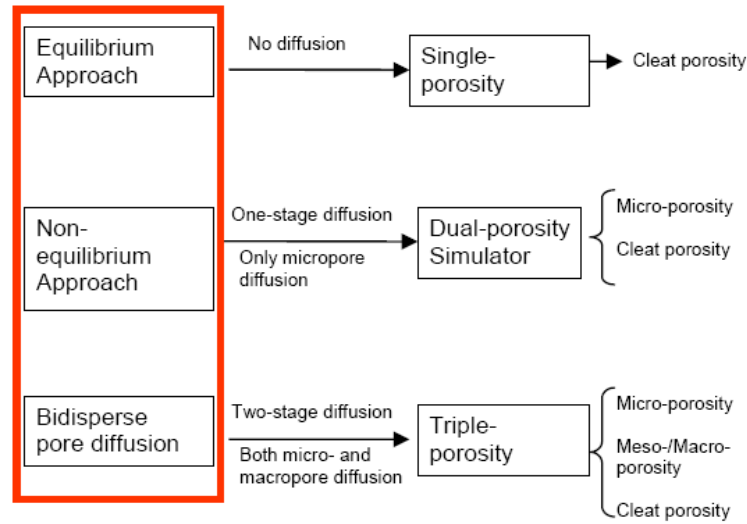 Equilibrium
Approach
No diffusion
Single-
porosity
Cleat porosity
Non-
equilibrium
Approach
One-stage diffusion
Only micropore
diffusion
Dual-porosity
Simulator
Micro-porosity
Cleat porosity
Bidisperse
pore diffusion
Two-stage diffusion
Both micro- and
macropore diffusion
Triple-
porosity
Micro-porosity
Meso-/Macro-
porosity
Cleat porosity